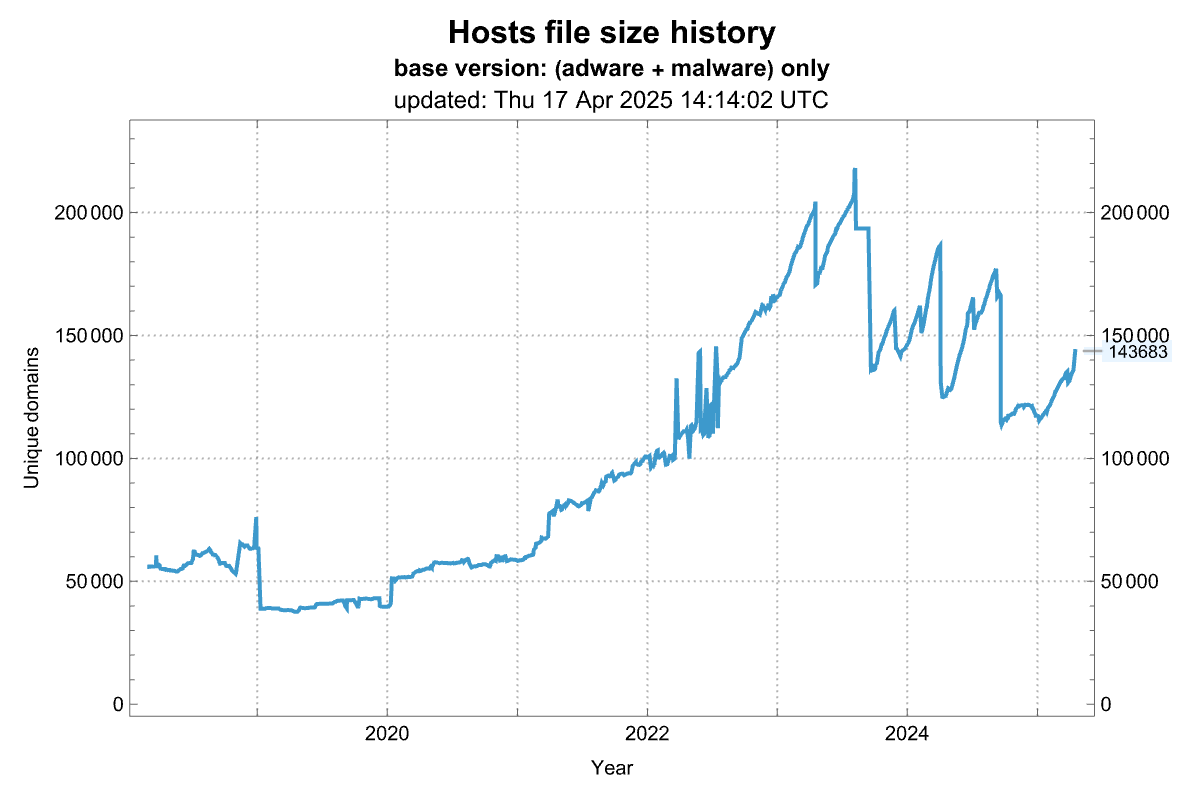 Hosts file size history
base version: (adware + malware) only
updated: Thu 17 Apr 2025 14:14:02 UTC
200 000
200 000
150 000
150 000
143683
Unique domains
100 000
100 000
50 000
50 000
0
0
2020
2022
2024
Year